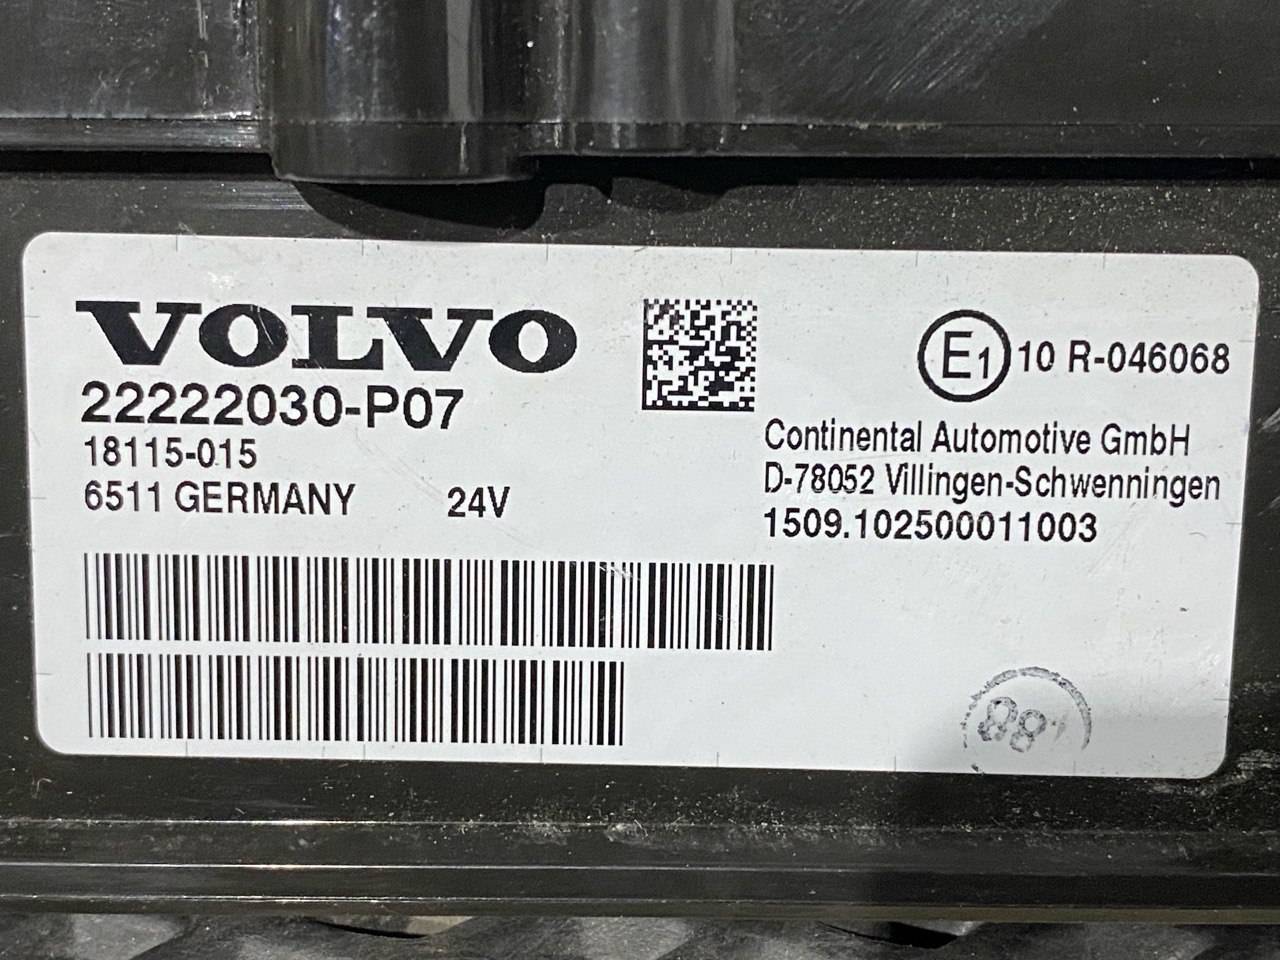 VOLVO
22222030-P07
18115-015
6511 GERMANY 24V
E1 10 R-046068
Continental Automotive GmbH
D-78052 Villingen-Schwenningen
1509.102500011003
88